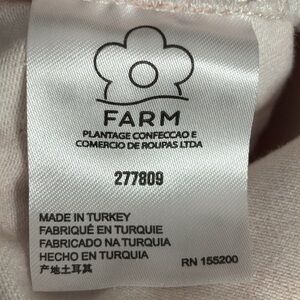 FARM
PLANTAGE CONFECCAO E
COMERCIO DE ROUPAS LTDA
277809
MADE IN TURKEY
FABRIQUÉ EN TURQUIE
FABRICADO NA TURQUIA
HECHO EN TURQUIA
产地土耳其
RN 155200